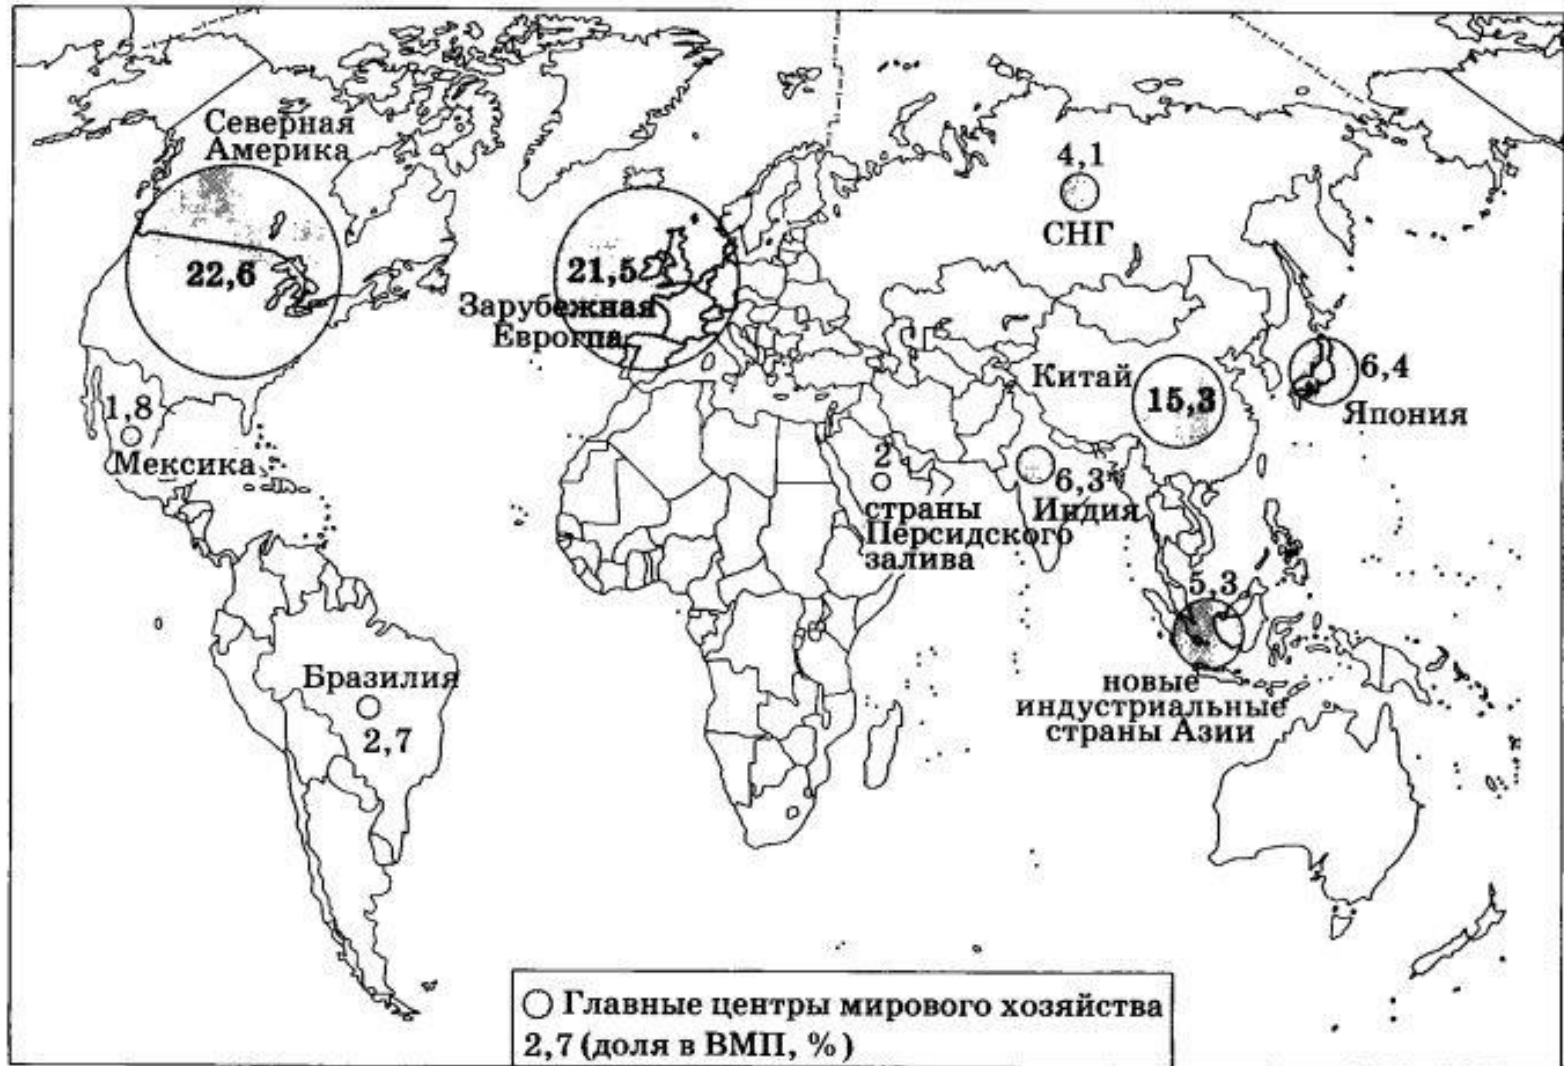 Северная
Америка
22,6
21,5
Зарубежная
Европа
4,1
СНГ
Китай
15,3
6,4
Япония
1,8
Мексика
2
страны
Персидского
залива
6,3
Индия
5,3
новые
индустриальные
страны Азии
Бразилия
2,7
Главные центры мирового хозяйства
2,7 (доля в ВМП, %)